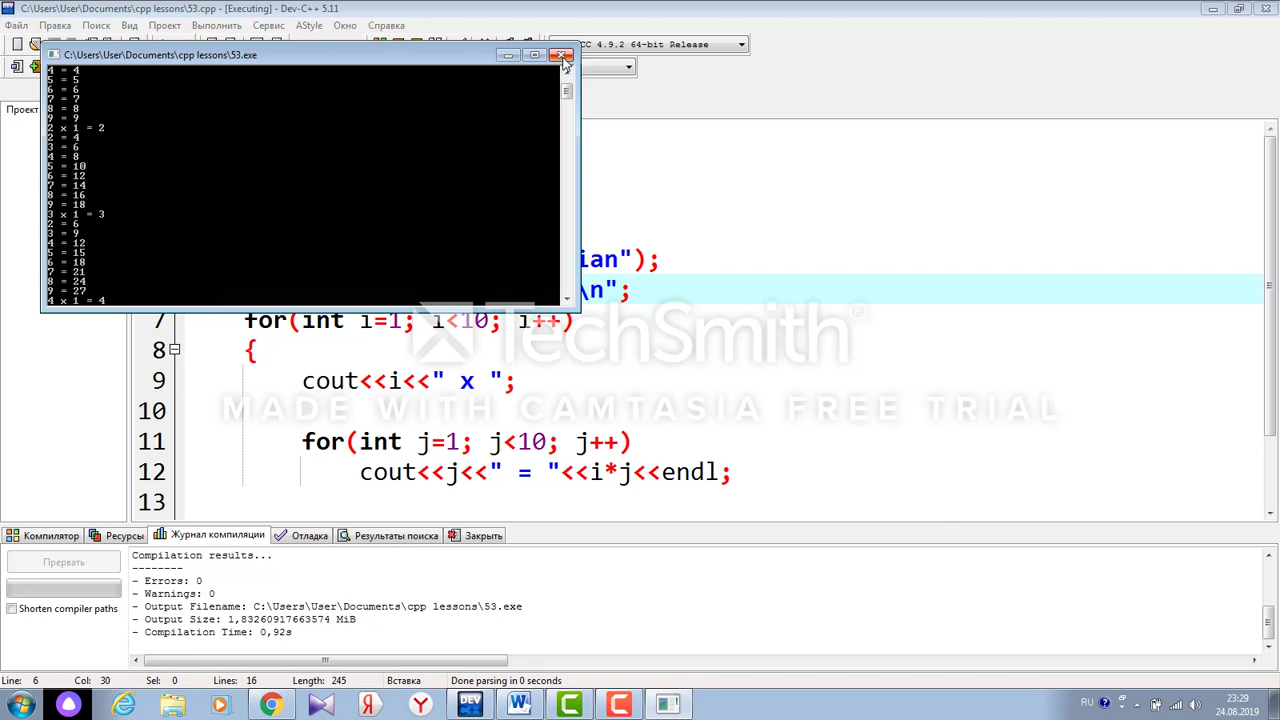 C:\Users\User\Documents\cpp lessons\53.cpp - [Executing] - Dev-C++ 5.11
Файл Правка Поиск Вид Проект Выполнить Сервис AStyle Окно Справка
CC 4.9.2 64-bit Release
C:\Users\User\Documents\cpp lessons\53.exe
Проект
4 = 4
5 = 5
6 = 6
7 = 7
8 = 8
9 = 9
2 x 1 = 2
2 = 4
3 = 6
4 = 8
5 = 10
6 = 12
7 = 14
8 = 16
9 = 18
3 x 1 = 3
2 = 6
3 = 9
4 = 12
5 = 15
6 = 18
7 = 21
8 = 24
9 = 27
4 x 1 = 4
ian");
\n";
7 for(int i=1; i<10; i++)
8 {
9 cout<<i<<" x ";
10
11 for(int j=1; j<10; j++)
12 cout<<j<<" = "<<i*j<<endl;
13
TechSmith®
MADE WITH CAMTASIA FREE TRIAL
Компилятор Ресурсы Журнал компиляции Отладка Результаты поиска Закрыть
Прервать
Shorten compiler paths
Compilation results...
--------
- Errors: 0
- Warnings: 0
- Output Filename: C:\Users\User\Documents\cpp lessons\53.exe
- Output Size: 1,83260917663574 MiB
- Compilation Time: 0,92s
Line: 6 Col: 30 Sel: 0 Lines: 16 Length: 245 Вставка Done parsing in 0 seconds
DEV C++
RU 23:29
24.08.2019